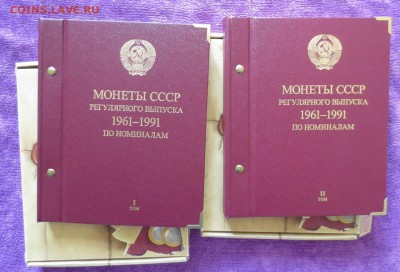 COINS.LAVE.RU
МОНЕТЫ СССР
РЕГУЛЯРНОГО ВЫПУСКА
1961–1991
ПО НОМИНАЛАМ
I
ТОМ
МОНЕТЫ СССР
РЕГУЛЯРНОГО ВЫПУСКА
1961–1991
ПО НОМИНАЛАМ
II
ТОМ